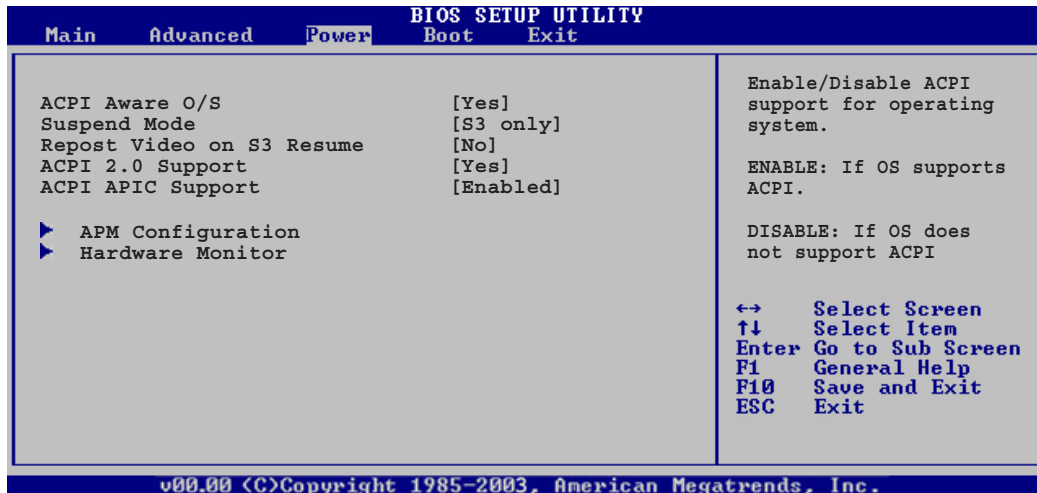 BIOS SETUP UTILITY
Main Advanced Power Boot Exit
ACPI Aware O/S [Yes]
Suspend Mode [S3 only]
Repost Video on S3 Resume [No]
ACPI 2.0 Support [Yes]
ACPI APIC Support [Enabled]
APM Configuration
Hardware Monitor
Enable/Disable ACPI
support for operating
system.
ENABLE: If OS supports
ACPI.
DISABLE: If OS does
not support ACPI
←→ Select Screen
↑↓ Select Item
Enter Go to Sub Screen
F1 General Help
F10 Save and Exit
ESC Exit
v00.00 (C)Copyright 1985-2003, American Megatrends, Inc.